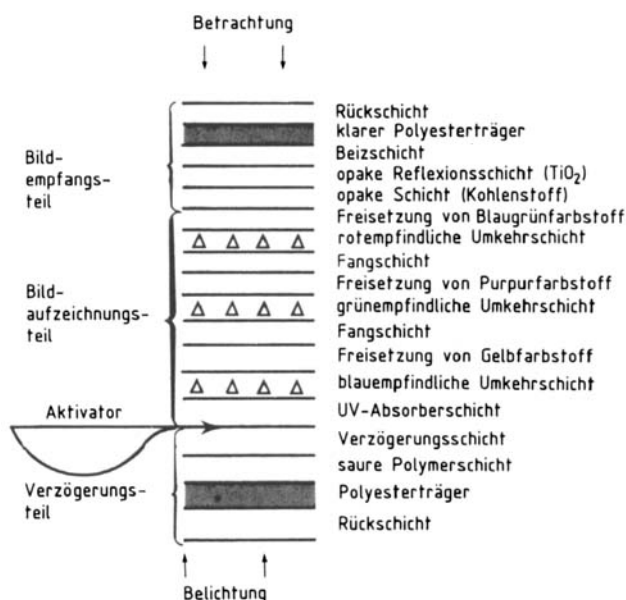 Betrachtung
Rückschicht
klarer Polyesterträger
Beizschicht
opake Reflexionsschicht (TiO₂)
opake Schicht (Kohlenstoff)
Bild-
empfangs-
teil
Freisetzung von Blaugrünfarbstoff
rotempfindliche Umkehrschicht
Fangschicht
Freisetzung von Purpurfarbstoff
grünempfindliche Umkehrschicht
Fangschicht
Freisetzung von Gelbfarbstoff
blauempfindliche Umkehrschicht
UV-Absorberschicht
Bild-
aufzeichnungs-
teil
Aktivator
Verzögerungsschicht
saure Polymerschicht
Polyesterträger
Rückschicht
Verzögerungs-
teil
Belichtung